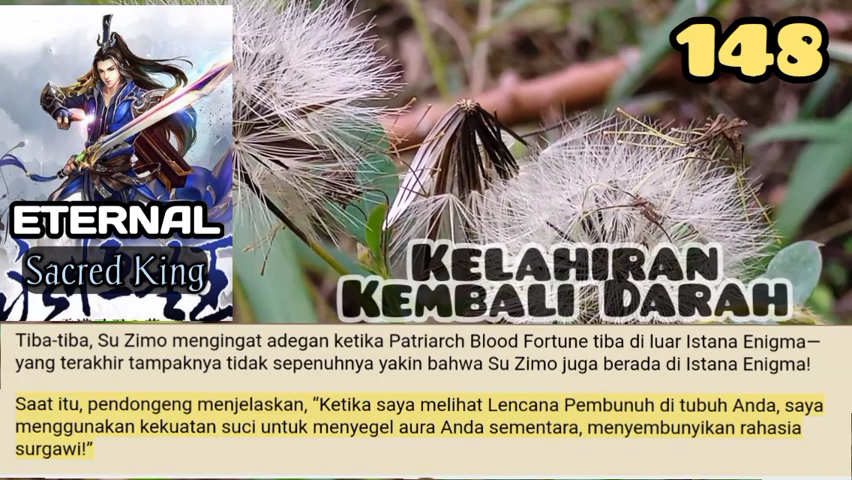 148
ETERNAL
Sacred King
KELAHIRAN
KEMBALI DARAH
Tiba-tiba, Su Zimo mengingat adegan ketika Patriarch Blood Fortune tiba di luar Istana Enigma—
yang terakhir tampaknya tidak sepenuhnya yakin bahwa Su Zimo juga berada di Istana Enigma!
Saat itu, pendongeng menjelaskan, “Ketika saya melihat Lencana Pembunuh di tubuh Anda, saya
menggunakan kekuatan suci untuk menyegel aura Anda sementara, menyembunyikan rahasia
surgawi!”